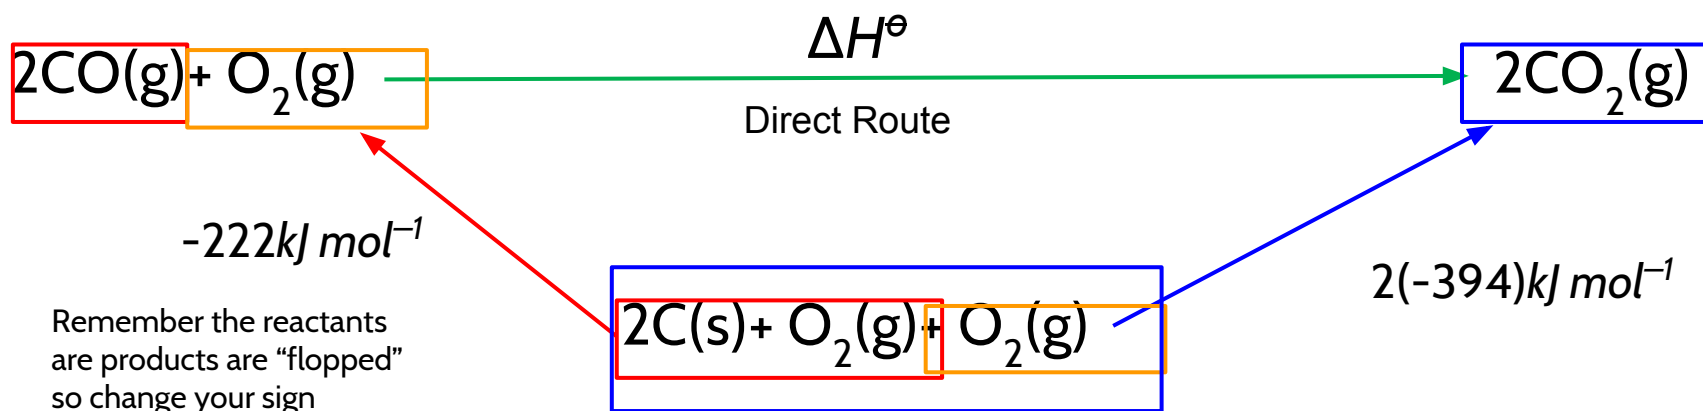 ΔH⦵
2CO(g)+ O₂(g)
2CO₂(g)
Direct Route
-222kJ mol⁻¹
2(-394)kJ mol⁻¹
2C(s)+ O₂(g)+ O₂(g)
Remember the reactants
are products are “flopped”
so change your sign